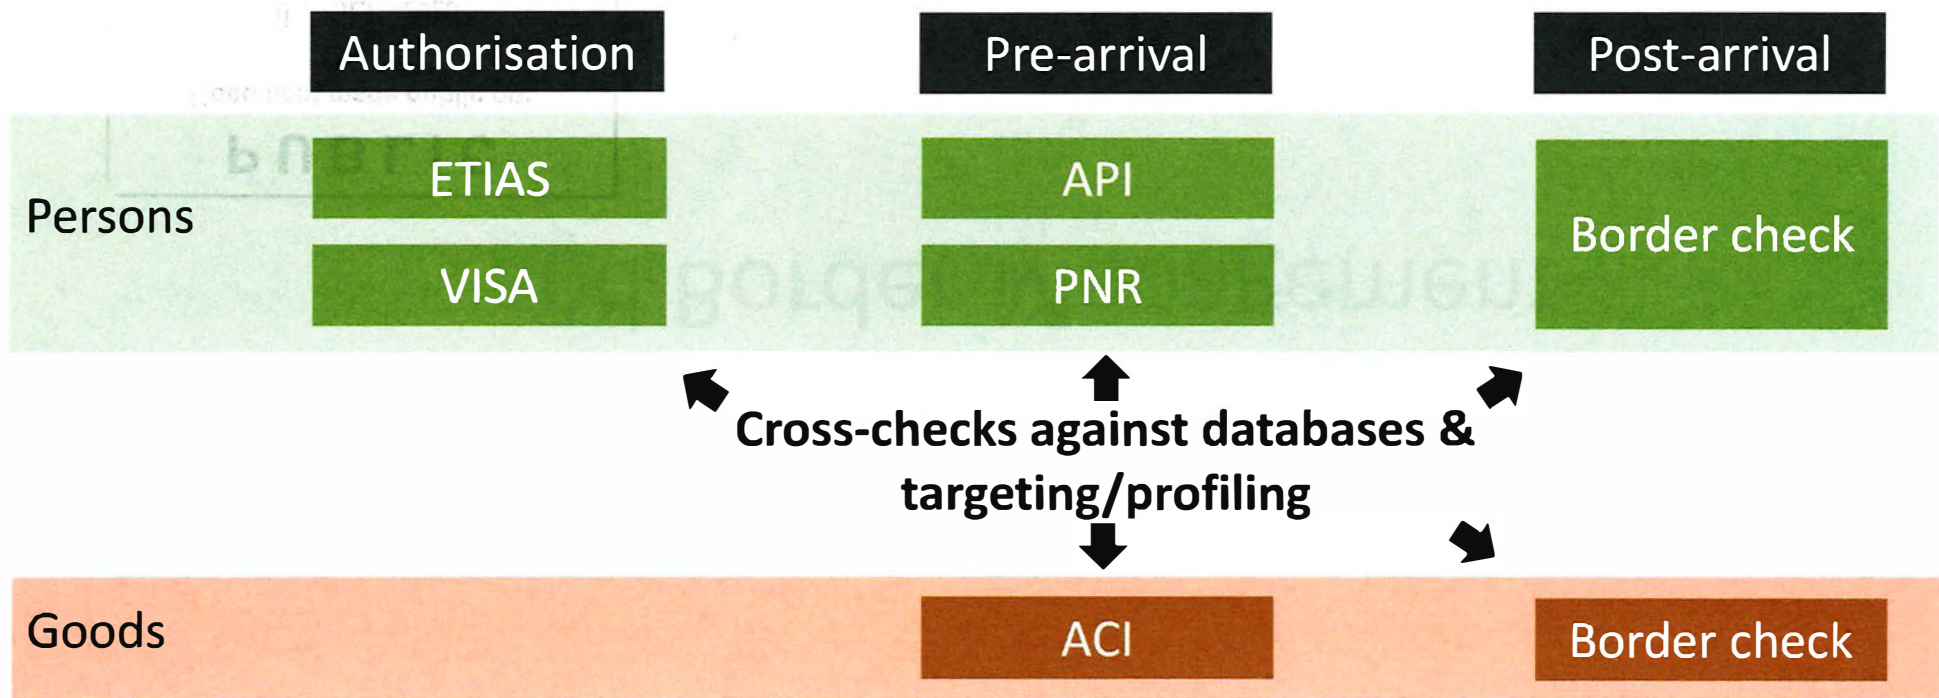 Authorisation
Pre-arrival
Post-arrival
Persons
ETIAS
API
Border check
VISA
PNR
Cross-checks against databases &
targeting/profiling
Goods
ACI
Border check
PUBLIC